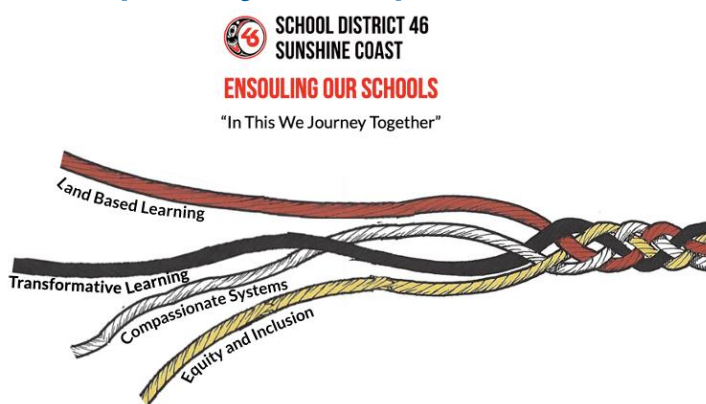 46
SCHOOL DISTRICT 46
SUNSHINE COAST
ENSOULING OUR SCHOOLS
“In This We Journey Together”
Land Based Learning
Transformative Learning
Compassionate Systems
Equity and Inclusion